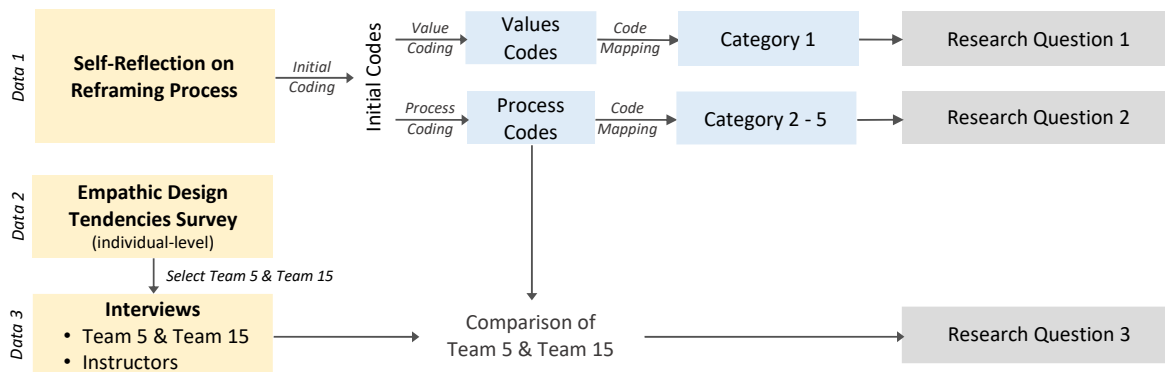 Data 1
Self-Reflection on
Reframing Process
Initial
Coding
Initial Codes
Value
Coding
Values
Codes
Code
Mapping
Category 1
Research Question 1
Process
Coding
Process
Codes
Code
Mapping
Category 2 - 5
Research Question 2
Data 2
Empathic Design
Tendencies Survey
(individual-level)
Select Team 5 & Team 15
Data 3
Interviews
• Team 5 & Team 15
• Instructors
Comparison of
Team 5 & Team 15
Research Question 3